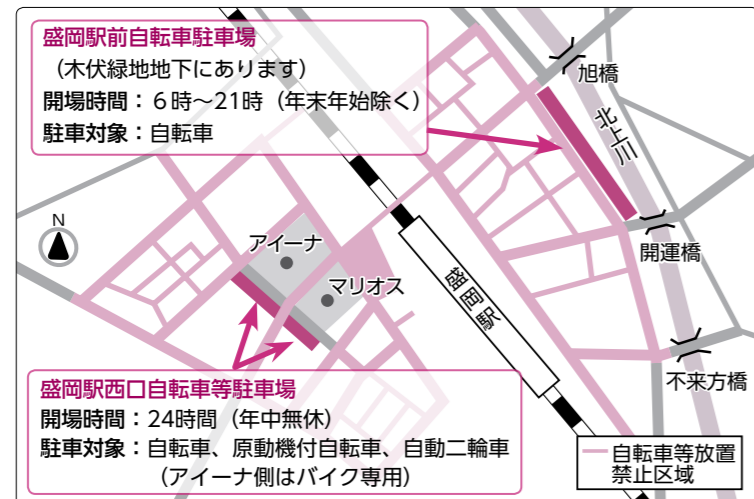 盛岡駅前自転車駐車場
（木伏緑地地下にあります）
開場時間：６時～21時（年末年始除く）
駐車対象：自転車
旭橋
北上川
開運橋
不来方橋
N
アイーナ
マリオス
盛岡駅
盛岡駅西口自転車等駐車場
開場時間：24時間（年中無休）
駐車対象：自転車、原動機付自転車、自動二輪車
（アイーナ側はバイク専用）
自転車等放置
禁止区域